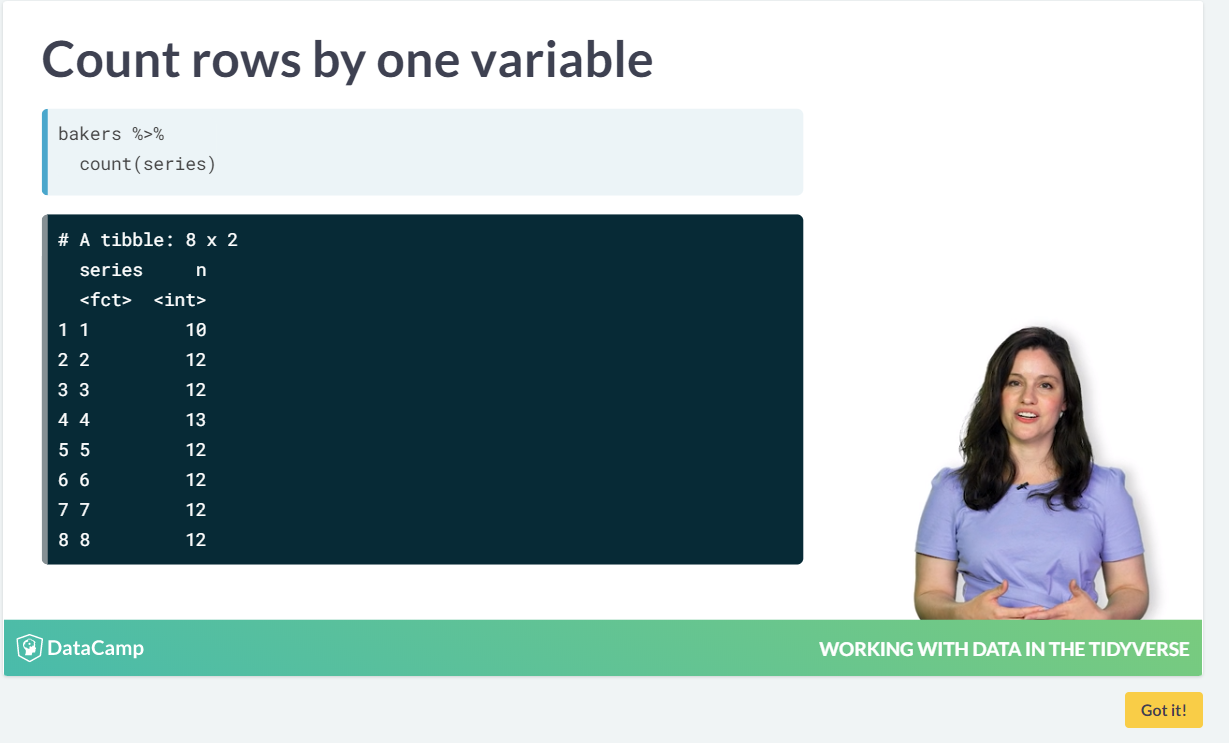 Count rows by one variable
bakers %>%
  count(series)
# A tibble: 8 x 2
  series     n
  <fct>  <int>
1 1         10
2 2         12
3 3         12
4 4         13
5 5         12
6 6         12
7 7         12
8 8         12
DataCamp
WORKING WITH DATA IN THE TIDYVERSE
Got it!